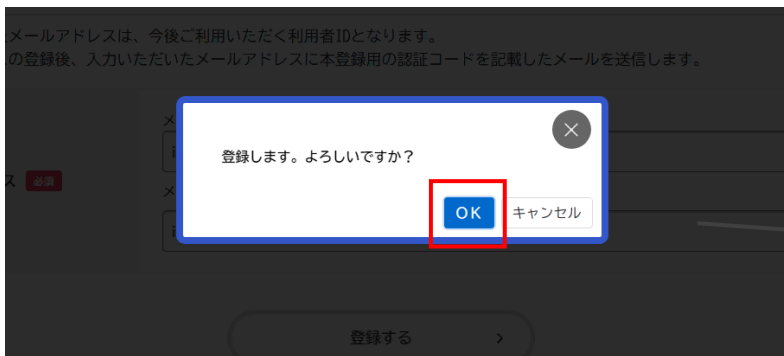 メールアドレスは、今後ご利用いただく利用者IDとなります。
の登録後、入力いただいたメールアドレスに本登録用の認証コードを記載したメールを送信します。
メ
登録します。よろしいですか？
ス 必須
メ
OK キャンセル
登録する